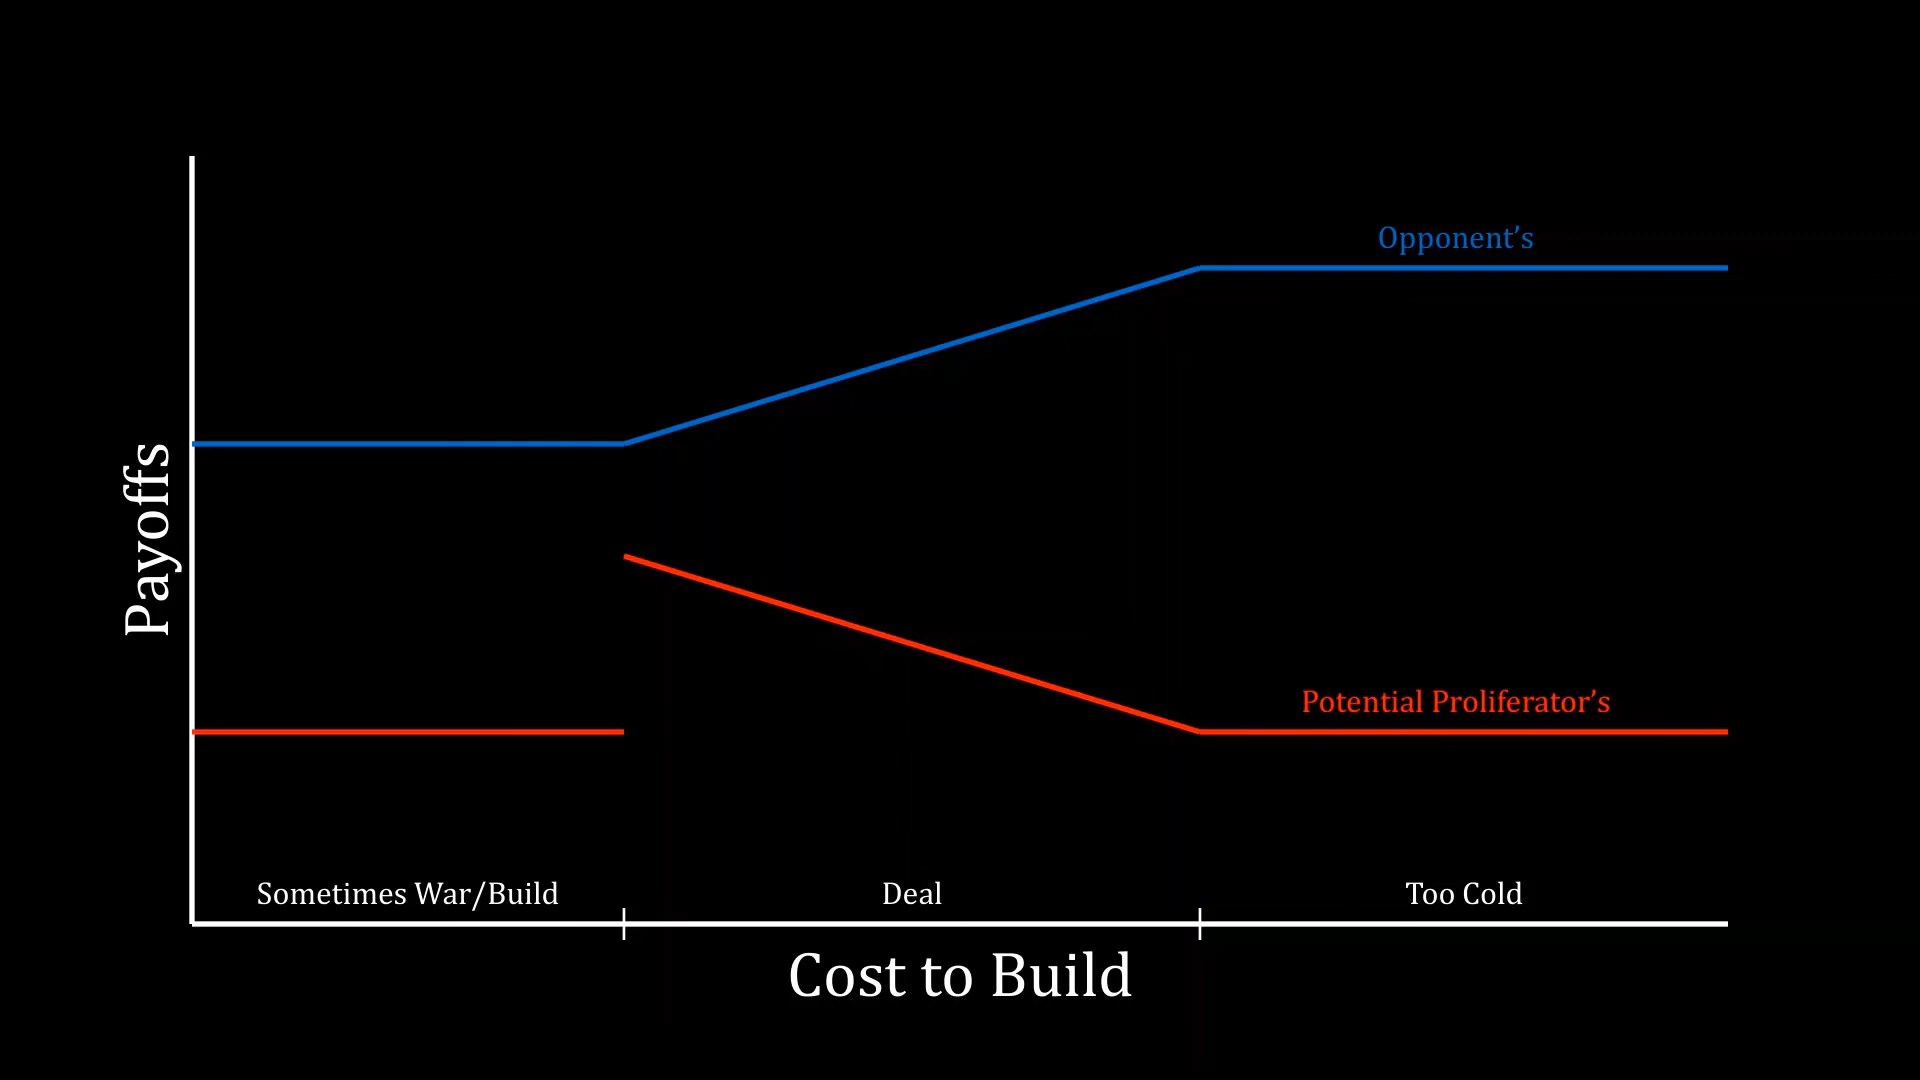 Opponent’s
Payoffs
Potential Proliferator’s
Sometimes War/Build
Deal
Too Cold
Cost to Build